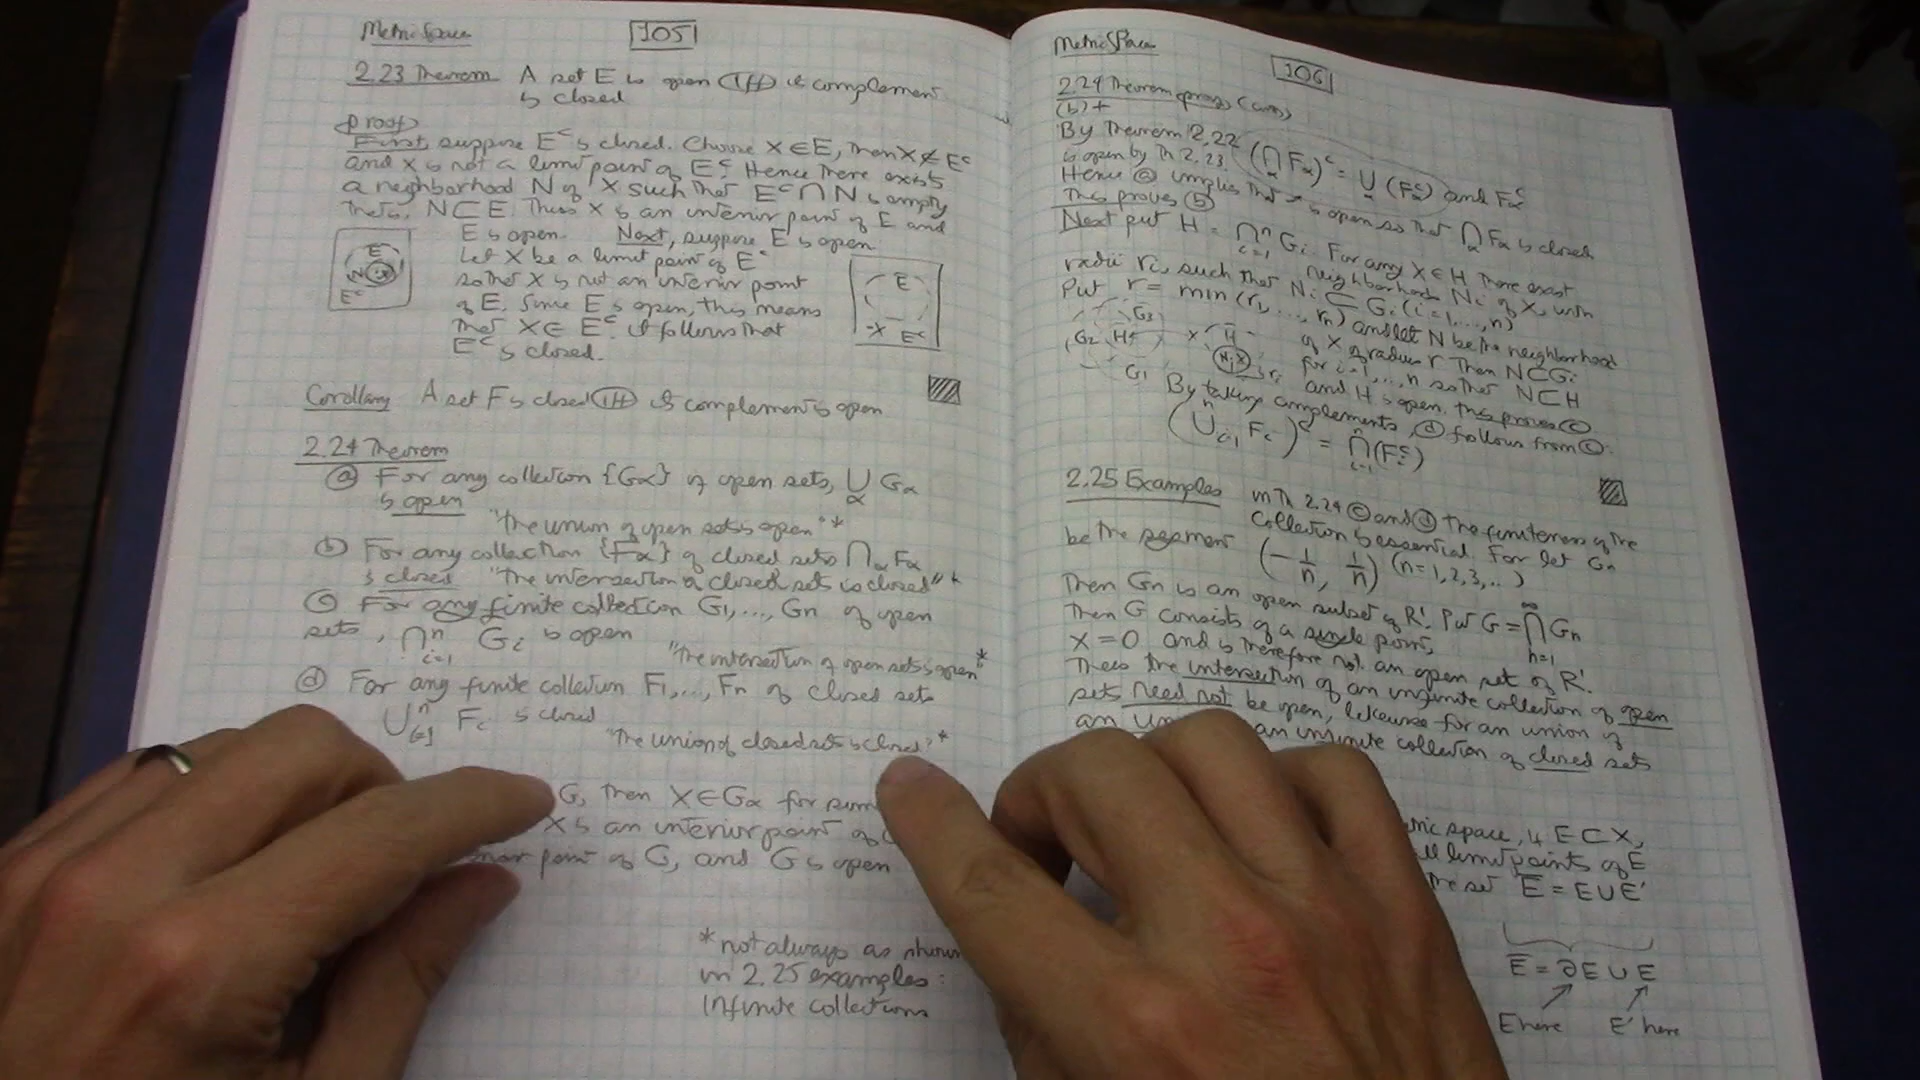 Metric Space
105
2.23 Theorem A set E is open iff its complement
is closed
proof
First, suppose Eᶜ is closed. Choose x ∈ E, Then x ∉ Eᶜ
and x is not a limit point of Eᶜ. Hence there exists
a neighborhood N of x such that Eᶜ ∩ N is empty
that is, N ⊂ E. Thus x is an interior point of E and
E is open. Next, suppose E is open
Let x be a limit point of Eᶜ
so that x is not an interior point
of E. Since E is open, this means
that x ∈ Eᶜ. it follows that
Eᶜ is closed.
E
N x
Eᶜ
E
·x Eᶜ
Corollary A set F is closed iff its complement is open
2.24 Theorem
(a) For any collection {Gα} of open sets, ∪α Gα
is open
"the union of open sets is open"*
(b) For any collection {Fα} of closed sets ∩α Fα
is closed "the intersection of closed sets is closed"*
(c) For any finite collection G1,..., Gn of open
sets, ∩ⁿi=1 Gi is open
"the intersection of open sets is open"*
(d) For any finite collection F1,..., Fn of closed sets
∪ⁿi=1 Fi is closed
"the union of closed sets is closed"*
G, then x ∈ Gα for some
x is an interior point of
point of G, and G is open
* not always as shown
in 2.25 examples:
Infinite collections
Metric Space
106
2.24 Theorem proof (cont)
(b) +
By Theorem 2.22 (∩α Fα)ᶜ = ∪α (Fαᶜ) and Fαᶜ
is open by Th 2.23
Hence (a) implies that is open so that ∩α Fα is closed
This proves (b)
Next put H = ∩ⁿi=1 Gi. For any x ∈ H there exist
neighborhoods Ni of x, with
radii ri, such that Ni ⊂ Gi (i=1,...,n)
Put r = min (r1,..., rn) and let N be the neighborhood
of x of radius r Then N ⊂ Gi
for i=1,...,n so that N ⊂ H
and H is open. this proves (c)
G3
G2 H
G1
x H
N·x ri
By taking complements, (d) follows from (c):
(∪ⁿi=1 Fi)ᶜ = ∩ⁿi=1 (Fiᶜ)
2.25 Examples in Th 2.24 (c) and (d) the finiteness of the
collection is essential. For let Gn
be the segment (-1/n, 1/n) (n=1,2,3,...)
Then Gn is an open subset of R¹. Put G = ∩∞n=1 Gn
Then G consists of a single point,
x = 0 and is therefore not an open set of R¹.
Thus the intersection of an infinite collection of open
sets need not be open, likewise for an union of
an infinite collection of closed sets
space, if E ⊂ X,
limit points of E
the set Ē = E ∪ E′
Ē = ∂E ∪ E
E here E′ here